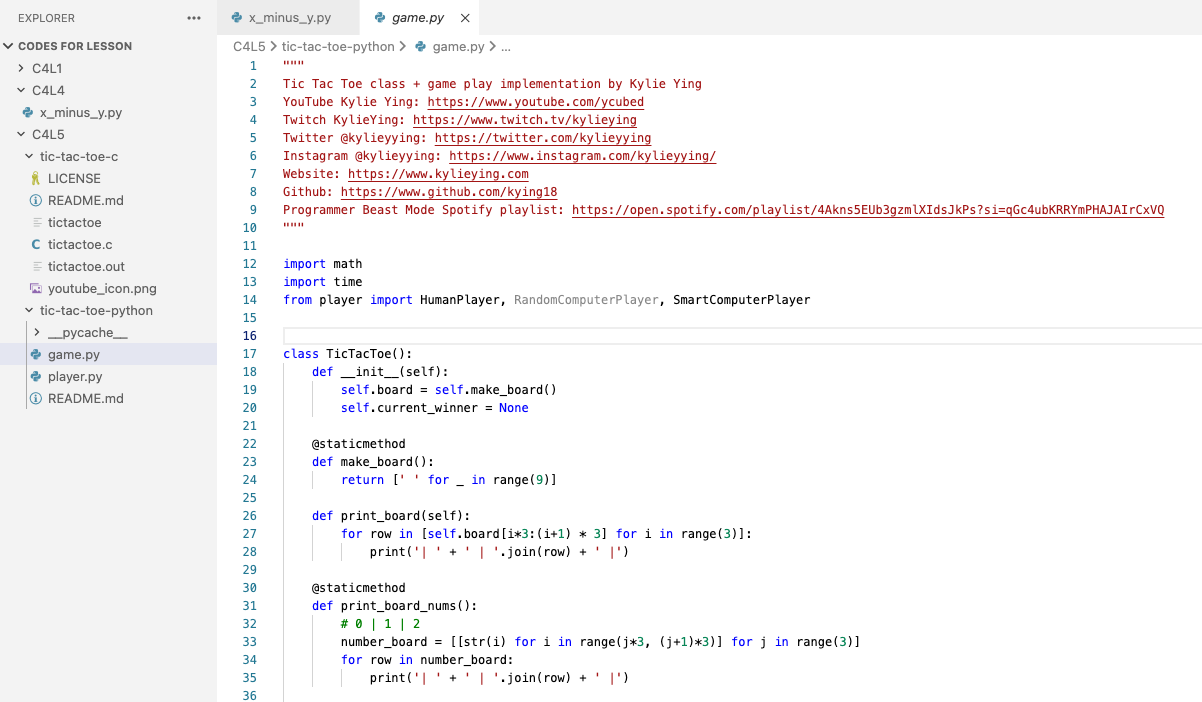 EXPLORER
CODES FOR LESSON
C4L1
C4L4
x_minus_y.py
C4L5
tic-tac-toe-c
LICENSE
README.md
tictactoe
C tictactoe.c
tictactoe.out
youtube_icon.png
tic-tac-toe-python
__pycache__
game.py
player.py
README.md
x_minus_y.py game.py
C4L5 > tic-tac-toe-python > game.py > ...
1 """
2 Tic Tac Toe class + game play implementation by Kylie Ying
3 YouTube Kylie Ying: https://www.youtube.com/ycubed
4 Twitch KylieYing: https://www.twitch.tv/kylieying
5 Twitter @kylieyying: https://twitter.com/kylieyying
6 Instagram @kylieyying: https://www.instagram.com/kylieyying/
7 Website: https://www.kylieying.com
8 Github: https://www.github.com/kying18
9 Programmer Beast Mode Spotify playlist: https://open.spotify.com/playlist/4Akns5EUb3gzmlXIdsJkPs?si=qGc4ubKRRYmPHAJAIrCxVQ
10 """
11
12 import math
13 import time
14 from player import HumanPlayer, RandomComputerPlayer, SmartComputerPlayer
15
16
17 class TicTacToe():
18 def __init__(self):
19 self.board = self.make_board()
20 self.current_winner = None
21
22 @staticmethod
23 def make_board():
24 return [' ' for _ in range(9)]
25
26 def print_board(self):
27 for row in [self.board[i*3:(i+1) * 3] for i in range(3)]:
28 print('| ' + ' | '.join(row) + ' |')
29
30 @staticmethod
31 def print_board_nums():
32 # 0 | 1 | 2
33 number_board = [[str(i) for i in range(j*3, (j+1)*3)] for j in range(3)]
34 for row in number_board:
35 print('| ' + ' | '.join(row) + ' |')
36